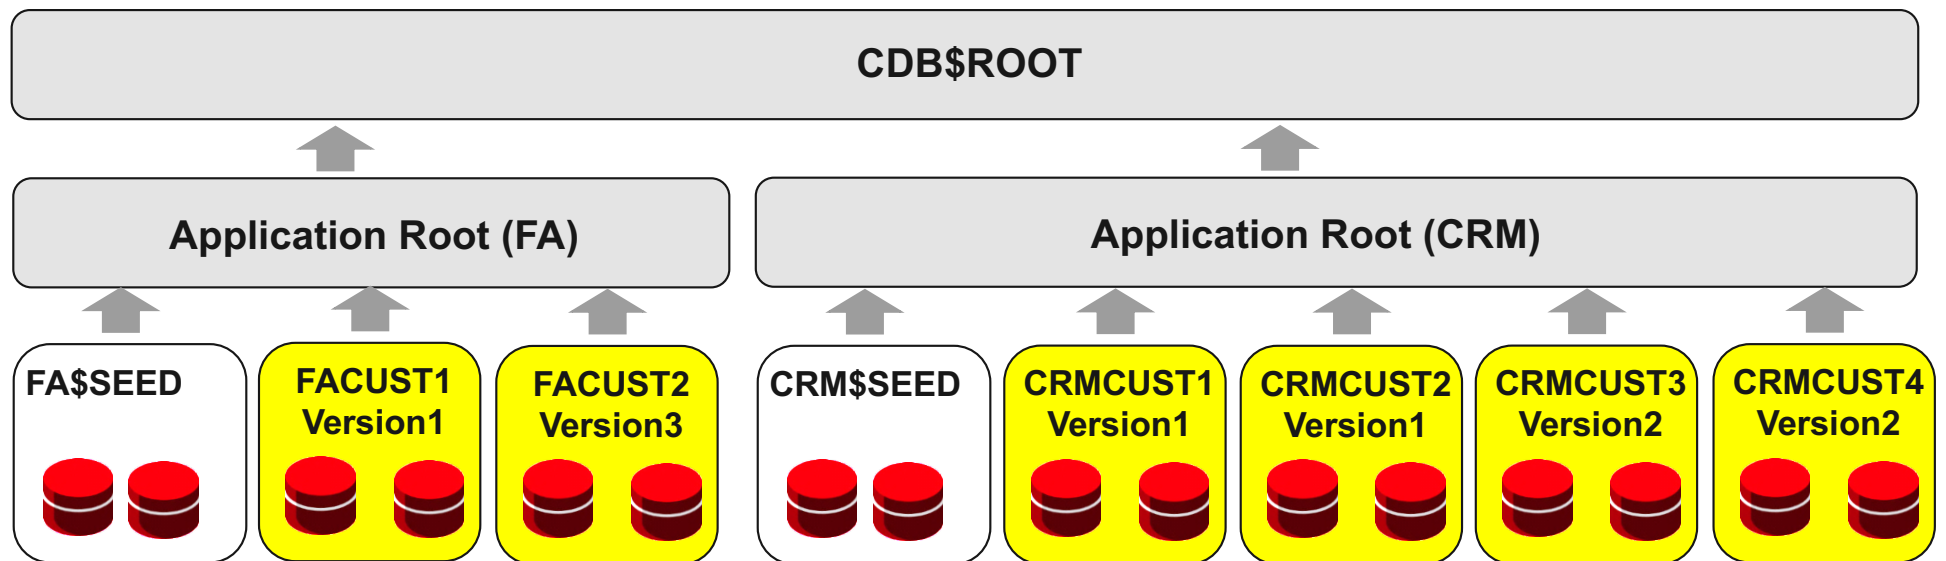 CDB$ROOT
Application Root (FA)
Application Root (CRM)
FA$SEED
FACUST1
Version1
FACUST2
Version3
CRM$SEED
CRMCUST1
Version1
CRMCUST2
Version1
CRMCUST3
Version2
CRMCUST4
Version2